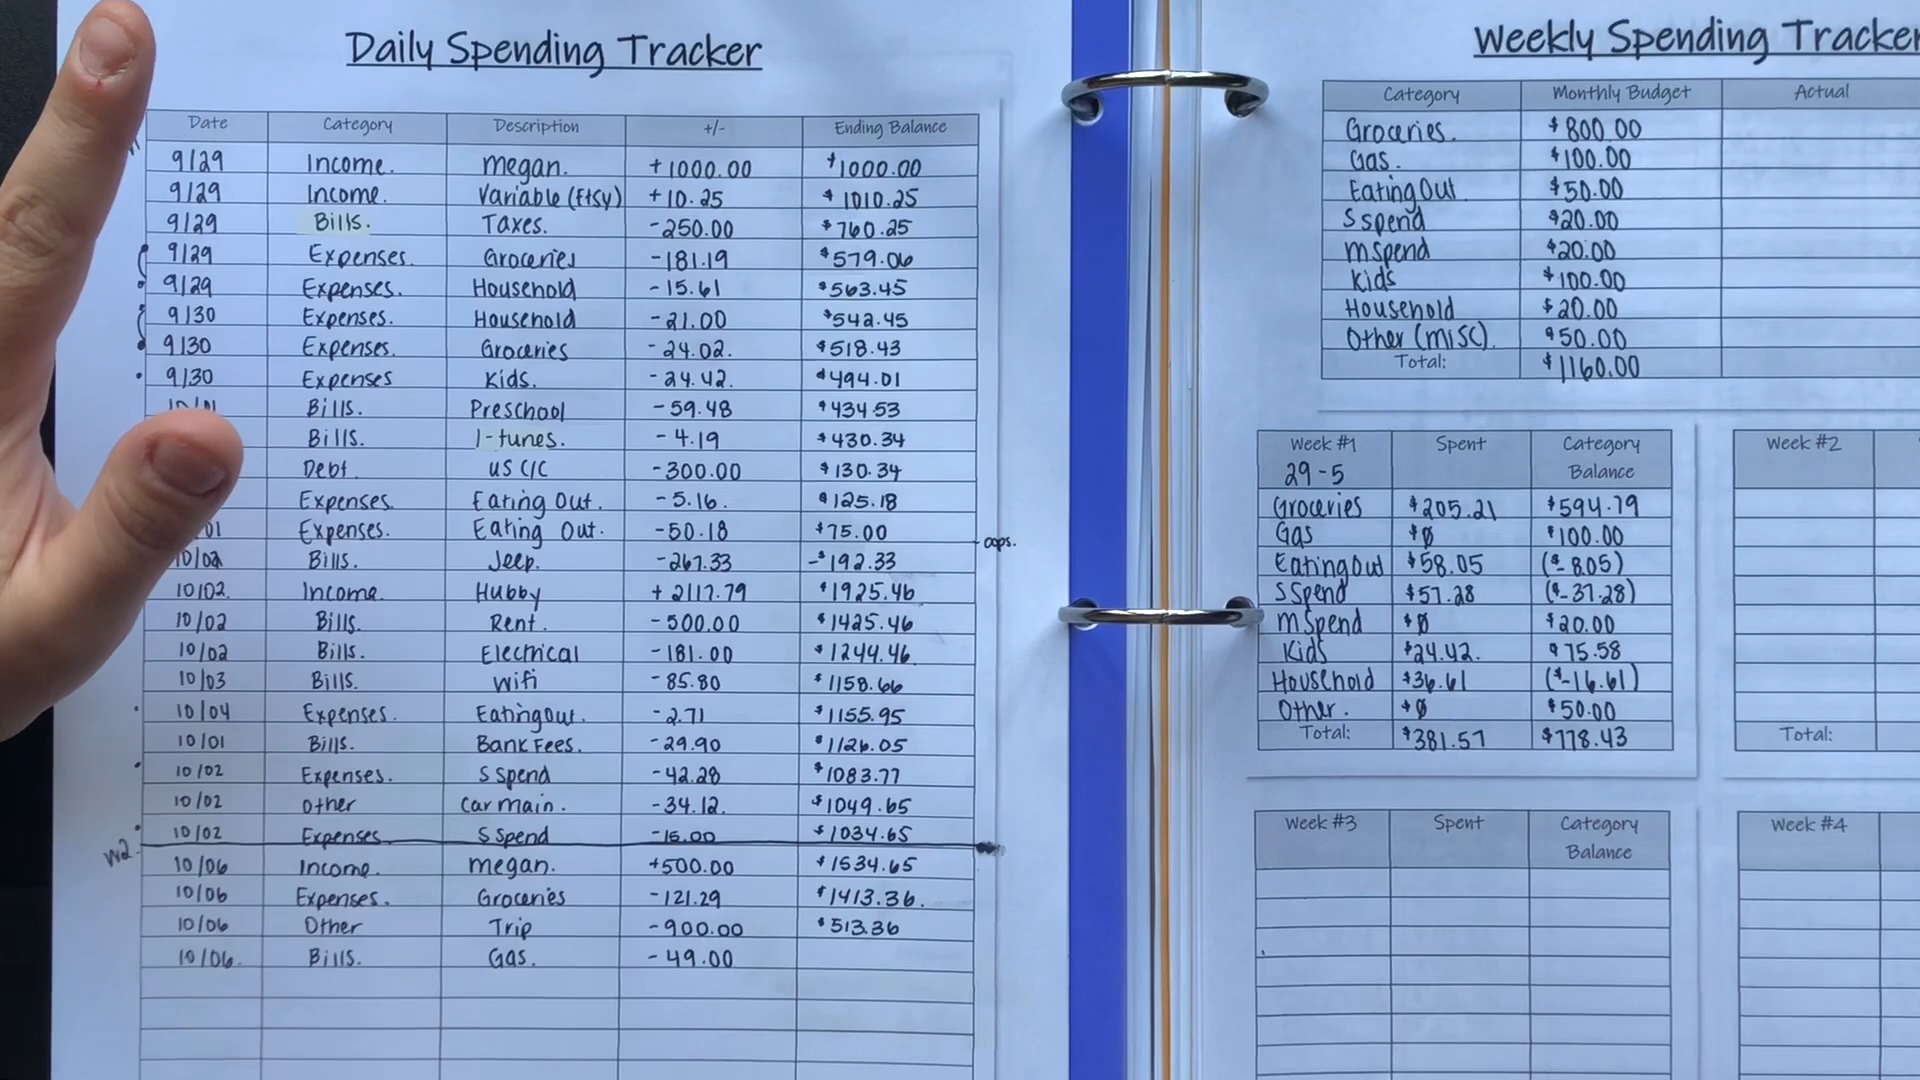 Daily Spending Tracker
Date Category Description +/- Ending Balance
9/29 Income. Megan. +1000.00 $1000.00
9/29 Income. Variable (Etsy) +10.25 $1010.25
9/29 Bills. Taxes. -250.00 $760.25
9/29 Expenses. Groceries -181.19 $579.06
9/29 Expenses. Household -15.61 $563.45
9/30 Expenses. Household -21.00 $542.45
9/30 Expenses. Groceries -24.02. $518.43
9/30 Expenses Kids. -24.42. $494.01
10/01 Bills. Preschool -59.48 $434.53
Bills. I-tunes. -4.19 $430.34
Debt. US C/C -300.00 $130.34
Expenses. Eating Out. -5.16. $125.18
01 Expenses. Eating Out. -50.18 $75.00
oops.
10/02 Bills. Jeep. -267.33 -$192.33
10/02. Income. Hubby +2117.79 $1925.46
10/02 Bills. Rent. -500.00 $1425.46
10/02 Bills. Electrical -181.00 $1244.46
10/03 Bills. Wifi -85.80 $1158.66
10/04 Expenses. Eating Out. -2.71 $1155.95
10/01 Bills. Bank Fees. -29.90 $1126.05
10/02 Expenses. S Spend -42.28 $1083.77
10/02 Other Car main. -34.12. $1049.65
10/02 Expenses S Spend -15.00 $1034.65
W2
10/06 Income. Megan. +500.00 $1534.65
10/06 Expenses. Groceries -121.29 $1413.36.
10/06 Other Trip -900.00 $513.36
10/06. Bills. Gas. -49.00
Weekly Spending Tracker
Category Monthly Budget Actual
Groceries. $800.00
Gas. $100.00
Eating Out $50.00
S spend $20.00
M Spend $20.00
Kids $100.00
Household $20.00
Other (misc). $50.00
Total: $1160.00
Week #1 Spent Category Balance
29-5
Groceries $205.21 $594.79
Gas $0 $100.00
Eating Out $58.05 ($-8.05)
S Spend $57.28 ($-37.28)
M Spend $0 $20.00
Kids $24.42. $75.58
Household $36.61 ($-16.61)
Other. $0 $50.00
Total: $381.57 $778.43
Week #2
Total:
Week #3 Spent Category Balance
Week #4